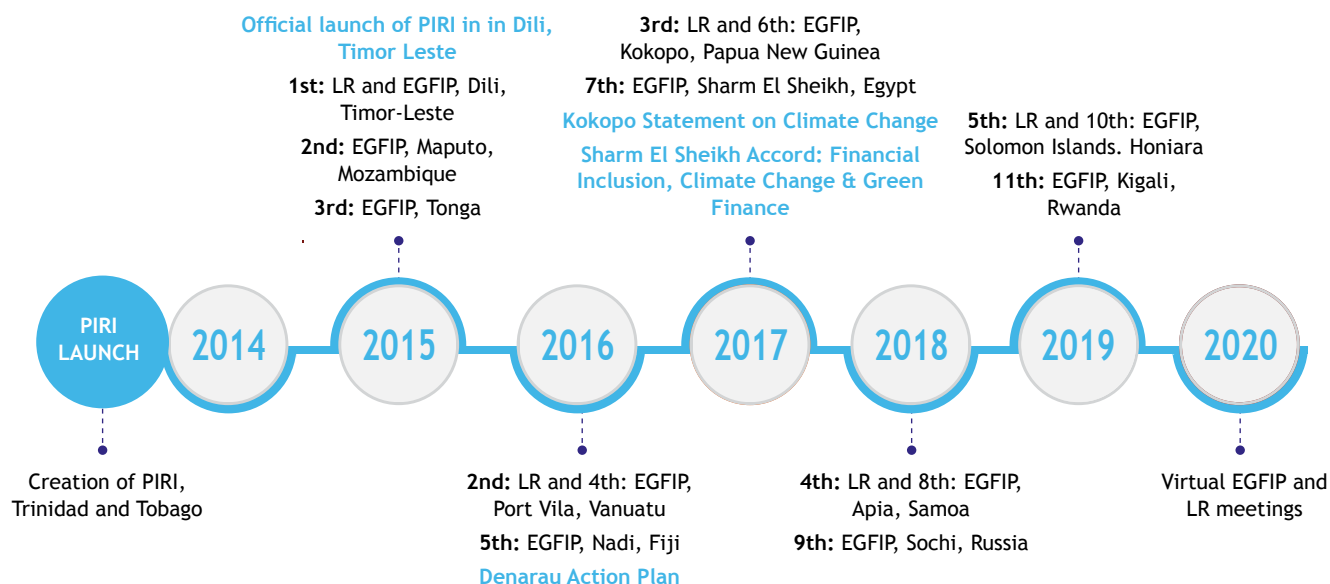 Official launch of PIRI in in Dili,
Timor Leste
1st: LR and EGFIP, Dili,
Timor-Leste
2nd: EGFIP, Maputo,
Mozambique
3rd: EGFIP, Tonga
3rd: LR and 6th: EGFIP,
Kokopo, Papua New Guinea
7th: EGFIP, Sharm El Sheikh, Egypt
Kokopo Statement on Climate Change
Sharm El Sheikh Accord: Financial
Inclusion, Climate Change & Green
Finance
5th: LR and 10th: EGFIP,
Solomon Islands. Honiara
11th: EGFIP, Kigali,
Rwanda
PIRI
LAUNCH
2014
2015
2016
2017
2018
2019
2020
Creation of PIRI,
Trinidad and Tobago
2nd: LR and 4th: EGFIP,
Port Vila, Vanuatu
5th: EGFIP, Nadi, Fiji
Denarau Action Plan
4th: LR and 8th: EGFIP,
Apia, Samoa
9th: EGFIP, Sochi, Russia
Virtual EGFIP and
LR meetings